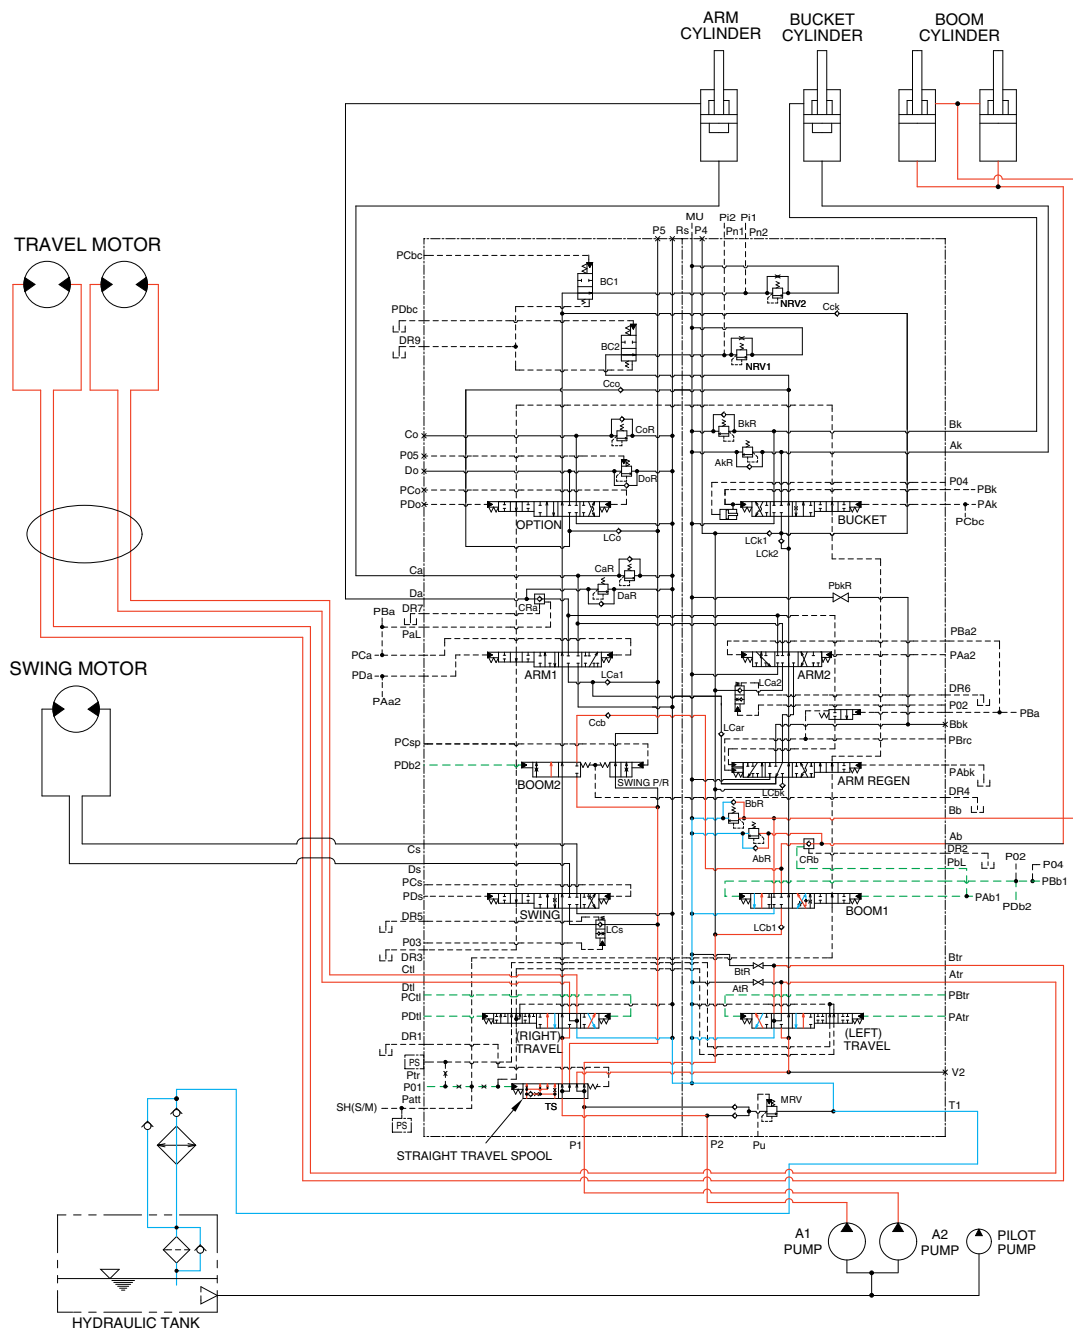 ARM
CYLINDER
BUCKET
CYLINDER
BOOM
CYLINDER
TRAVEL MOTOR
MU
Pi2 Pi1
P5 Rs P4 Pn1 Pn2
PCbc
BC1
NRV2
Cck
PDbc
DR9
BC2
NRV1
Cco
Co
CoR
BkR
Bk
P05
Ak
Do
DoR
AkR
PCo
P04
PBk
PDo
PAk
OPTION
BUCKET
PCbc
LCo
LCk1
LCk2
Ca
CaR
Da
DaR
PbkR
CRa
PBa
DR7
PaL
PBa2
PCa
PAa2
PDa
ARM1
ARM2
LCa1
LCa2
PAa2
DR6
P02
Ccb
PBa
LCar
Bbk
PCsp
PBrc
PDb2
PAbk
BOOM2
SWING P/R
ARM REGEN
LCbk
DR4
BbR
Bb
SWING MOTOR
AbR
CRb
Ab
Cs
DR2
P02
P04
Ds
PbL
PCs
PBb1
PDs
PAb1
SWING
BOOM1
PDb2
DR5
LCs
LCb1
P03
DR3
Ctl
BtR
Btr
AtR
Atr
Dtl
PCtl
PBtr
PDtl
PAtr
(RIGHT)
TRAVEL
(LEFT)
TRAVEL
DR1
PS
Ptr
V2
P01
Patt
TS
MRV
SH(S/M)
T1
PS
P1
P2
Pu
STRAIGHT TRAVEL SPOOL
A1
PUMP
A2
PUMP
PILOT
PUMP
HYDRAULIC TANK